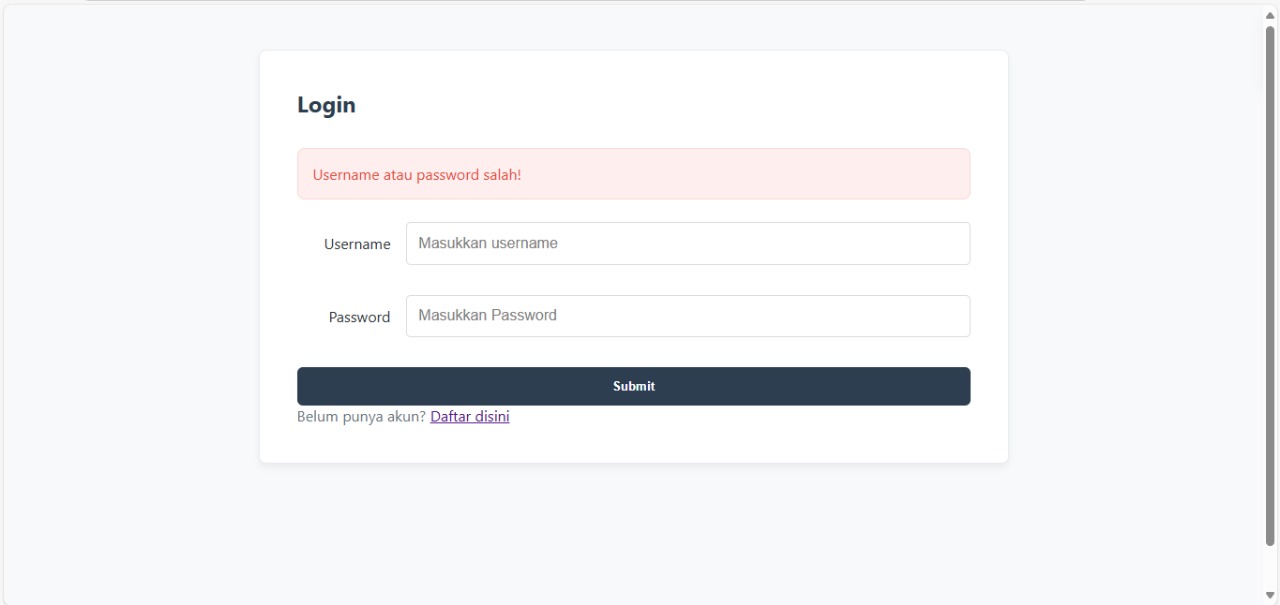 Login
Username atau password salah!
Username Masukkan username
Password Masukkan Password
Submit
Belum punya akun? Daftar disini